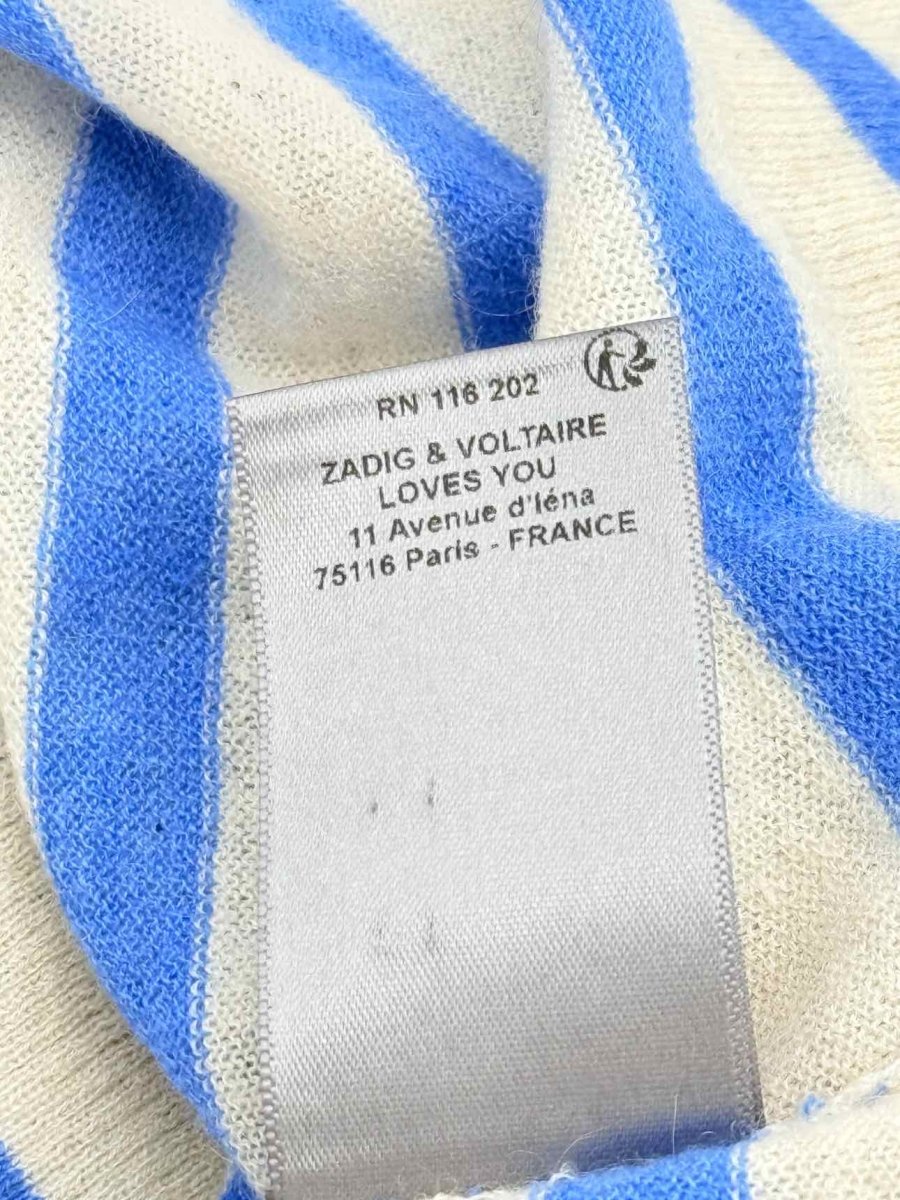 RN 116 202
ZADIG & VOLTAIRE
LOVES YOU
11 Avenue d'Iéna
75116 Paris - FRANCE